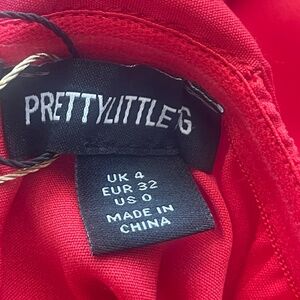 PRETTYLITTLE
UK 4
EUR 32
US 0
MADE IN
CHINA